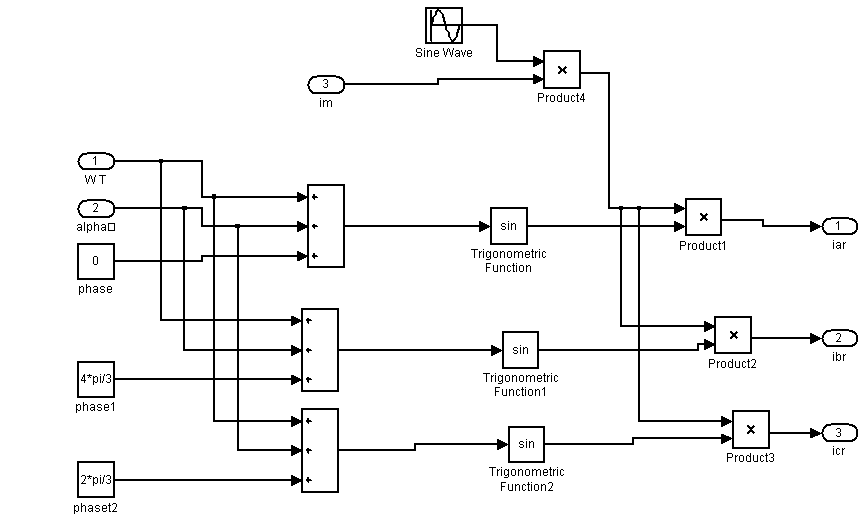 Sine Wave
×
Product4
3
im
1
WT
2
alpha□
0
phase
sin
Trigonometric
Function
×
Product1
1
iar
4*pi/3
phase1
sin
Trigonometric
Function1
×
Product2
2
ibr
2*pi/3
phaset2
sin
Trigonometric
Function2
×
Product3
3
icr